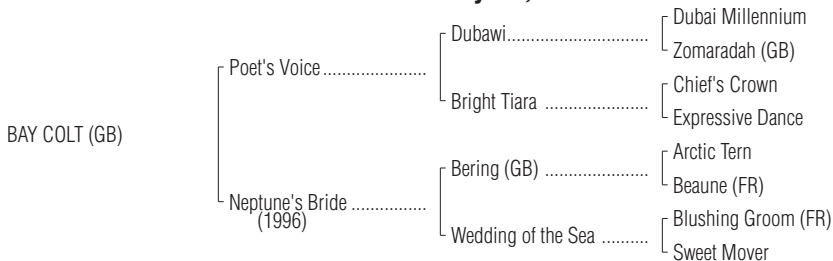 Dubai Millennium
Dubawi..............................
Zomaradah (GB)
Poet's Voice ......................
Chief's Crown
Bright Tiara ......................
Expressive Dance
BAY COLT (GB)
Arctic Tern
Bering (GB) ......................
Beaune (FR)
Neptune's Bride ................
(1996)
Blushing Groom (FR)
Wedding of the Sea ..........
Sweet Mover